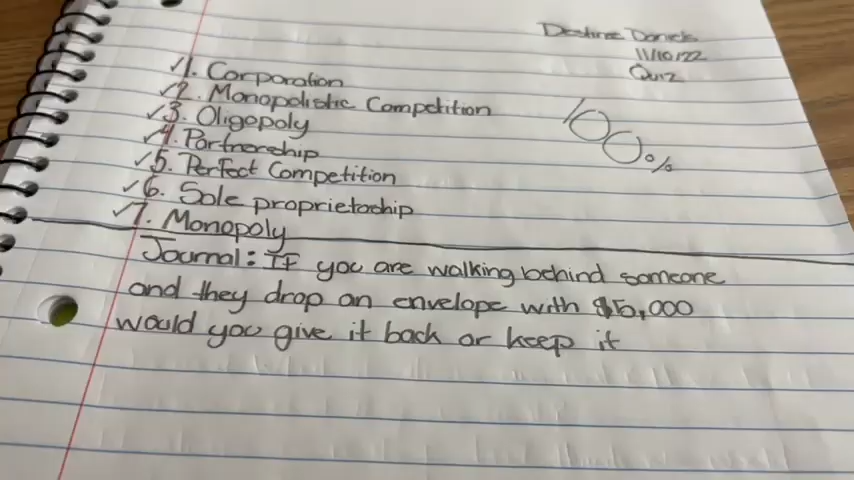 Destinee Daniels
11/10/22
Quiz
100%
✓1. Corporation
✓2. Monopolistic Competition
✓3. Oligopoly
✓4. Partnership
✓5. Perfect Competition
✓6. Sole proprietorship
✓7. Monopoly
Journal: If you are walking behind someone
and they drop an envelope with $15,000
would you give it back or keep it